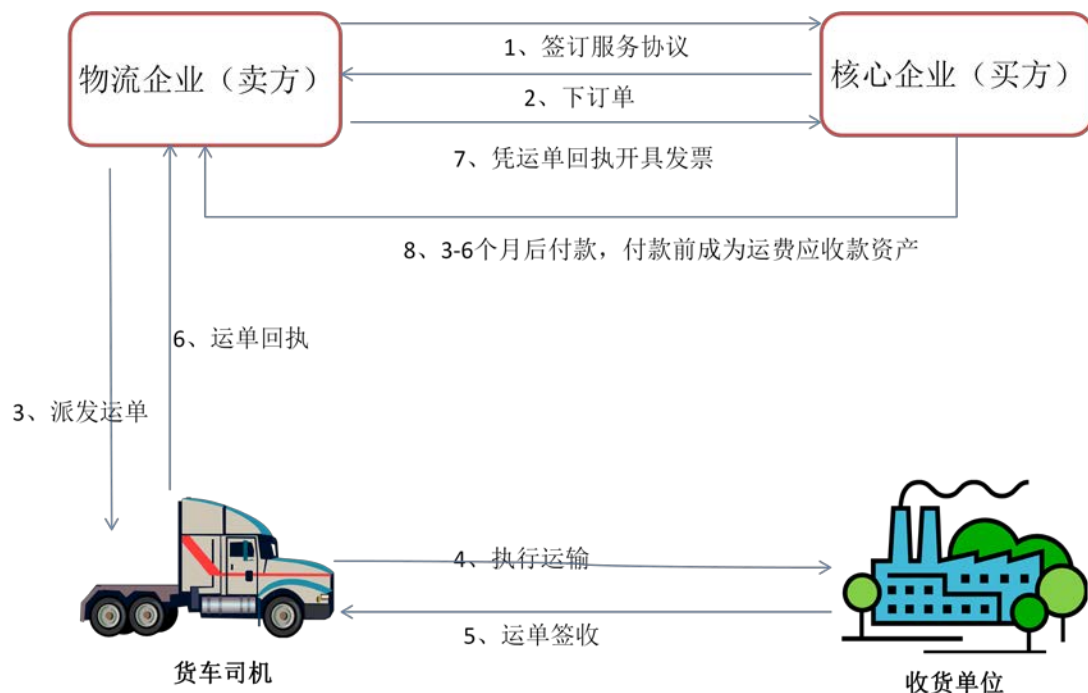 物流企业（卖方）
核心企业（买方）
1、签订服务协议
2、下订单
7、凭运单回执开具发票
8、3-6个月后付款，付款前成为运费应收款资产
6、运单回执
3、派发运单
4、执行运输
5、运单签收
货车司机
收货单位